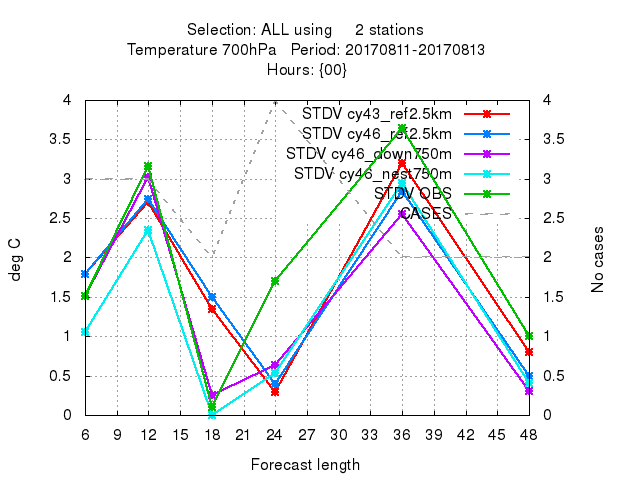 Selection: ALL using 2 stations
Temperature 700hPa Period: 20170811-20170813
Hours: {00}
STDV cy43_ref2.5km
STDV cy46_ref2.5km
STDV cy46_down750m
STDV cy46_nest750m
STDV OBS
CASES
4 4
3.5 3.5
3 3
2.5 2.5
2 2
1.5 1.5
1 1
0.5 0.5
0 0
deg C
No cases
6 9 12 15 18 21 24 27 30 33 36 39 42 45 48
Forecast length